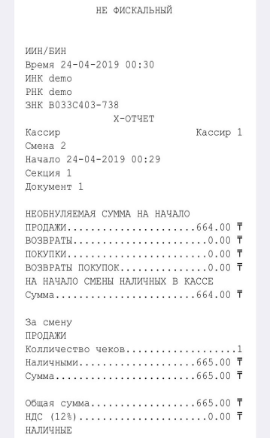 НЕ ФИСКАЛЬНЫЙ
ИИН/БИН
Время 24-04-2019 00:30
ИНК demo
РНК demo
ЗНК B033C403-738
X-ОТЧЕТ
Кассир Кассир 1
Смена 2
Начало 24-04-2019 00:29
Секция 1
Документ 1
НЕОБНУЛЯЕМАЯ СУММА НА НАЧАЛО
ПРОДАЖИ......................664.00 ₸
ВОЗВРАТЫ.......................0.00 ₸
ПОКУПКИ........................0.00 ₸
ВОЗВРАТЫ ПОКУПОК...............0.00 ₸
НА НАЧАЛО СМЕНЫ НАЛИЧНЫХ В КАССЕ
Сумма........................664.00 ₸
За смену
ПРОДАЖИ
Колличество чеков...................1
Наличными....................665.00 ₸
Сумма........................665.00 ₸
Общая сумма..................665.00 ₸
НДС (12%)......................0.00 ₸
НАЛИЧНЫЕ